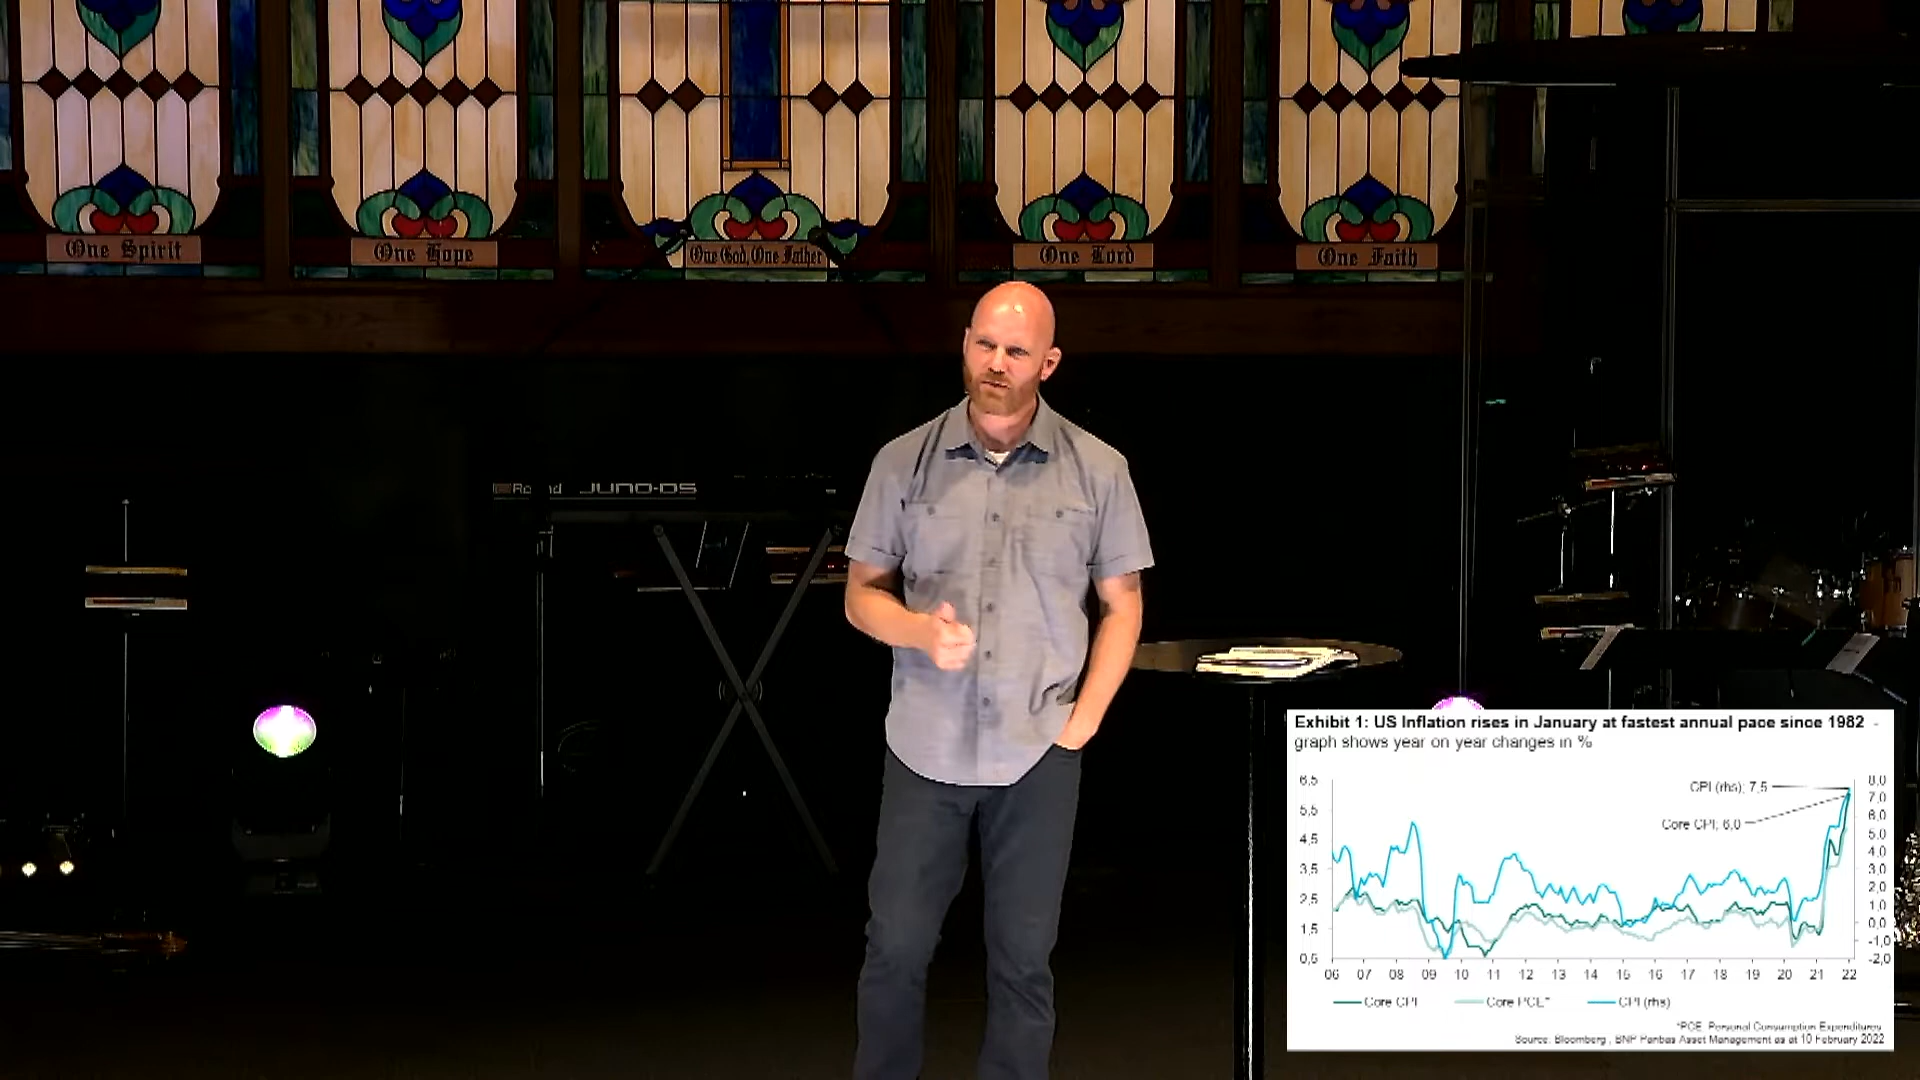 One Spirit
One Hope
One God, One Father
One Lord
One Faith
Roland JUNO-DS
Exhibit 1: US Inflation rises in January at fastest annual pace since 1982 -
graph shows year on year changes in %
6,5
5,5
4,5
3,5
2,5
1,5
0,5
CPI (rhs); 7,5
Core CPI; 6,0
8,0
7,0
6,0
5,0
4,0
3,0
2,0
1,0
0,0
-1,0
-2,0
06 07 08 09 10 11 12 13 14 15 16 17 18 19 20 21 22
Core CPI Core PCE* CPI (rhs)
*PCE: Personal Consumption Expenditures
Source: Bloomberg, BNP Paribas Asset Management as at 10 February 2022